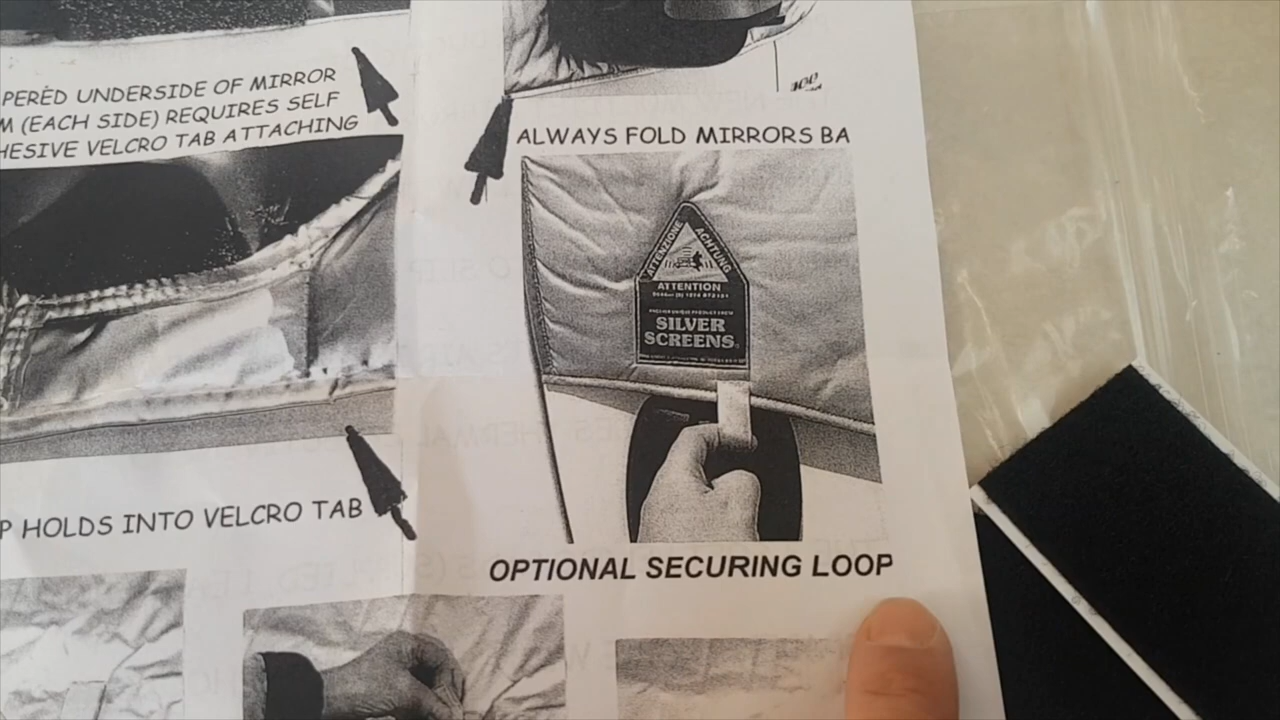 PERED UNDERSIDE OF MIRROR
M (EACH SIDE) REQUIRES SELF
HESIVE VELCRO TAB ATTACHING
P HOLDS INTO VELCRO TAB
ALWAYS FOLD MIRRORS BA
ATTENZIONE
ACHTUNG
ATTENTION
SILVER
SCREENS
OPTIONAL SECURING LOOP